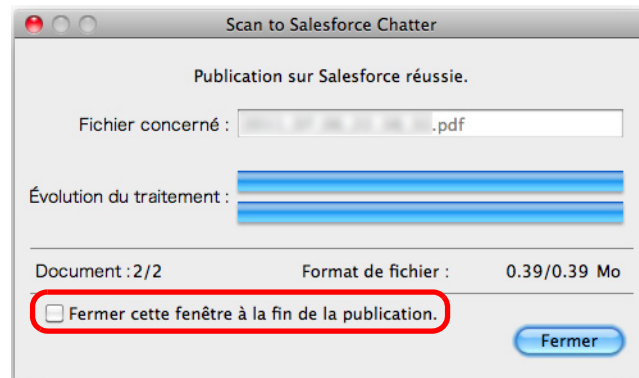 Scan to Salesforce Chatter
Publication sur Salesforce réussie.
Fichier concerné : .pdf
Évolution du traitement :
Document : 2/2 Format de fichier : 0.39/0.39 Mo
Fermer cette fenêtre à la fin de la publication.
Fermer